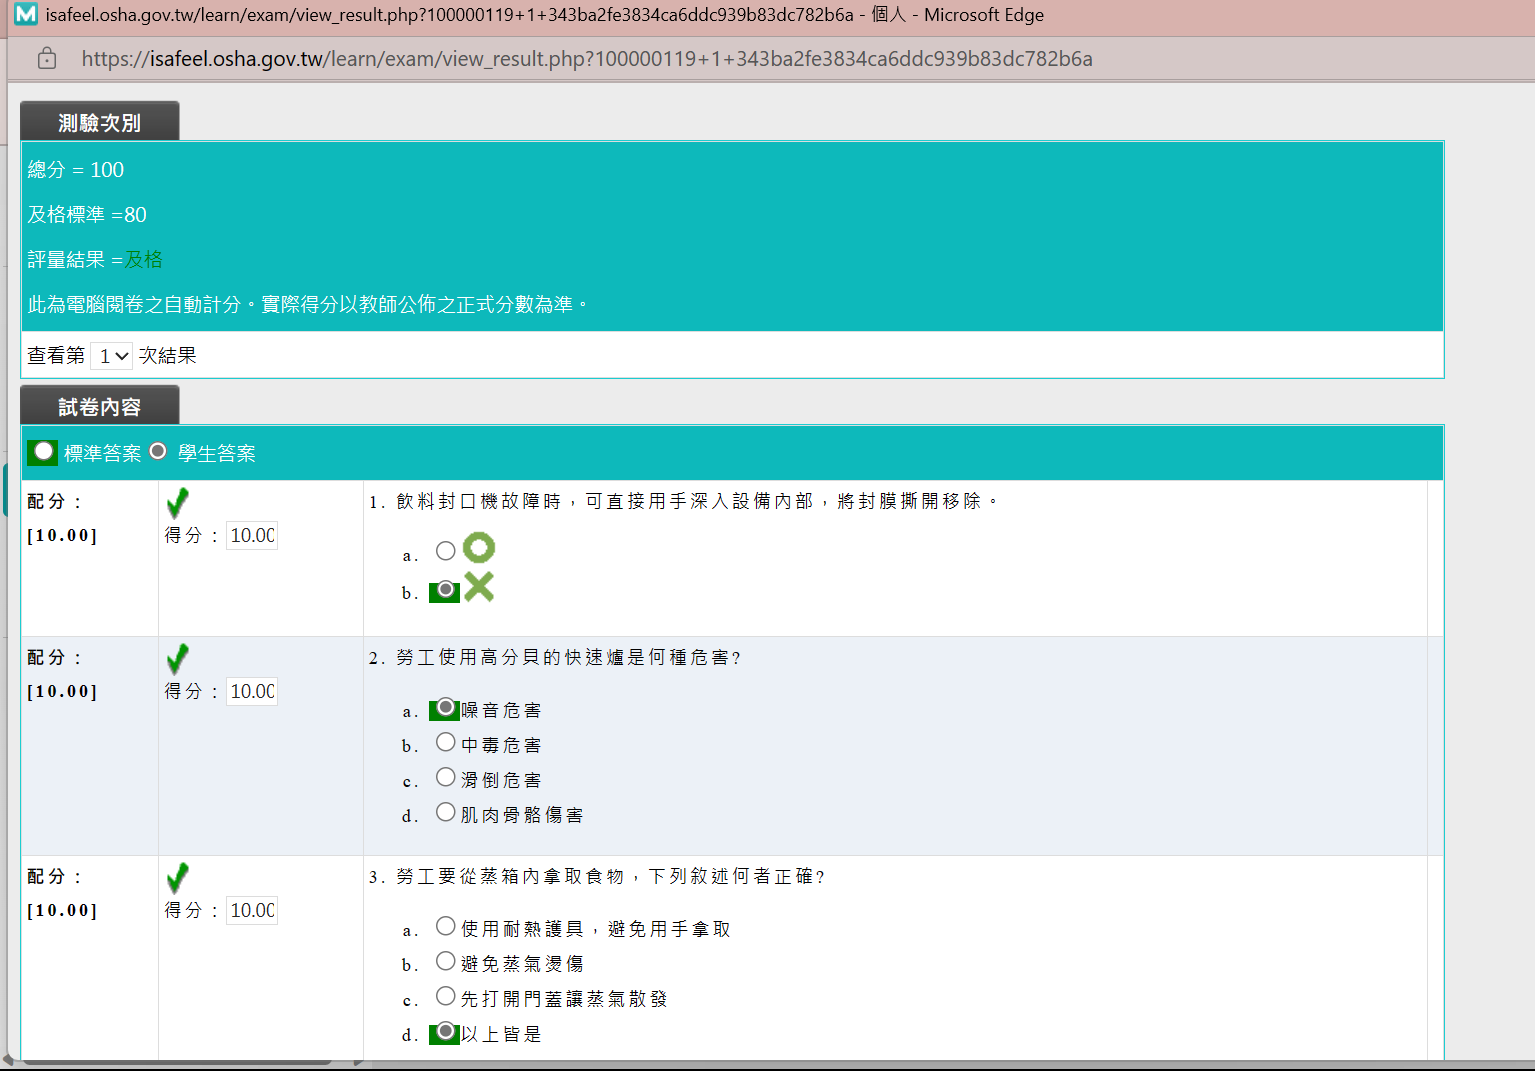 isafeel.osha.gov.tw/learn/exam/view_result.php?100000119+1+343ba2fe3834ca6ddc939b83dc782b6a - 個人 - Microsoft Edge
https://isafeel.osha.gov.tw/learn/exam/view_result.php?100000119+1+343ba2fe3834ca6ddc939b83dc782b6a
測驗次別
總分 = 100
及格標準 =80
評量結果 =及格
此為電腦閱卷之自動計分。實際得分以教師公佈之正式分數為準。
查看第 1 次結果
試卷內容
標準答案 學生答案
配分：
[10.00]
得分：10.00
1. 飲料封口機故障時，可直接用手深入設備內部，將封膜撕開移除。
a.
b.
配分：
[10.00]
得分：10.00
2. 勞工使用高分貝的快速爐是何種危害?
a. 噪音危害
b. 中毒危害
c. 滑倒危害
d. 肌肉骨骼傷害
配分：
[10.00]
得分：10.00
3. 勞工要從蒸箱內拿取食物，下列敘述何者正確?
a. 使用耐熱護具，避免用手拿取
b. 避免蒸氣燙傷
c. 先打開門蓋讓蒸氣散發
d. 以上皆是